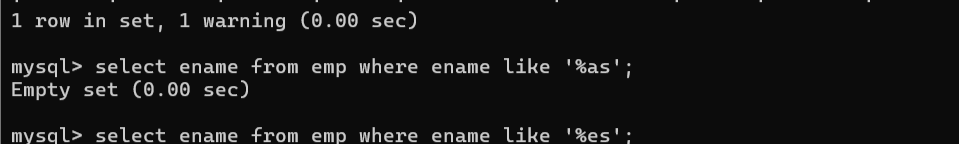 1 row in set, 1 warning (0.00 sec)
mysql> select ename from emp where ename like '%as';
Empty set (0.00 sec)
mysql> select ename from emp where ename like '%es';